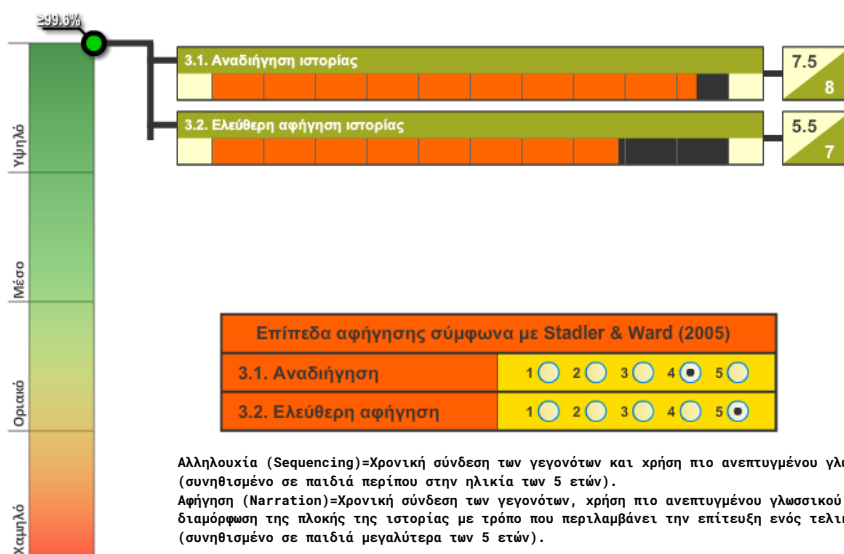 ≥99.6%
3.1. Αναδιήγηση ιστορίας
7.5
8
3.2. Ελεύθερη αφήγηση ιστορίας
5.5
7
Υψηλό
Μέσο
Οριακό
Χαμηλό
Επίπεδα αφήγησης σύμφωνα με Stadler & Ward (2005)
3.1. Αναδιήγηση 1 2 3 4 5
3.2. Ελεύθερη αφήγηση 1 2 3 4 5
Αλληλουχία (Sequencing)=Χρονική σύνδεση των γεγονότων και χρήση πιο ανεπτυγμένου
(συνηθισμένο σε παιδιά περίπου στην ηλικία των 5 ετών).
Αφήγηση (Narration)=Χρονική σύνδεση των γεγονότων, χρήση πιο ανεπτυγμένου γλωσσικού
διαμόρφωση της πλοκής της ιστορίας με τρόπο που περιλαμβάνει την επίτευξη ενός
(συνηθισμένο σε παιδιά μεγαλύτερα των 5 ετών).